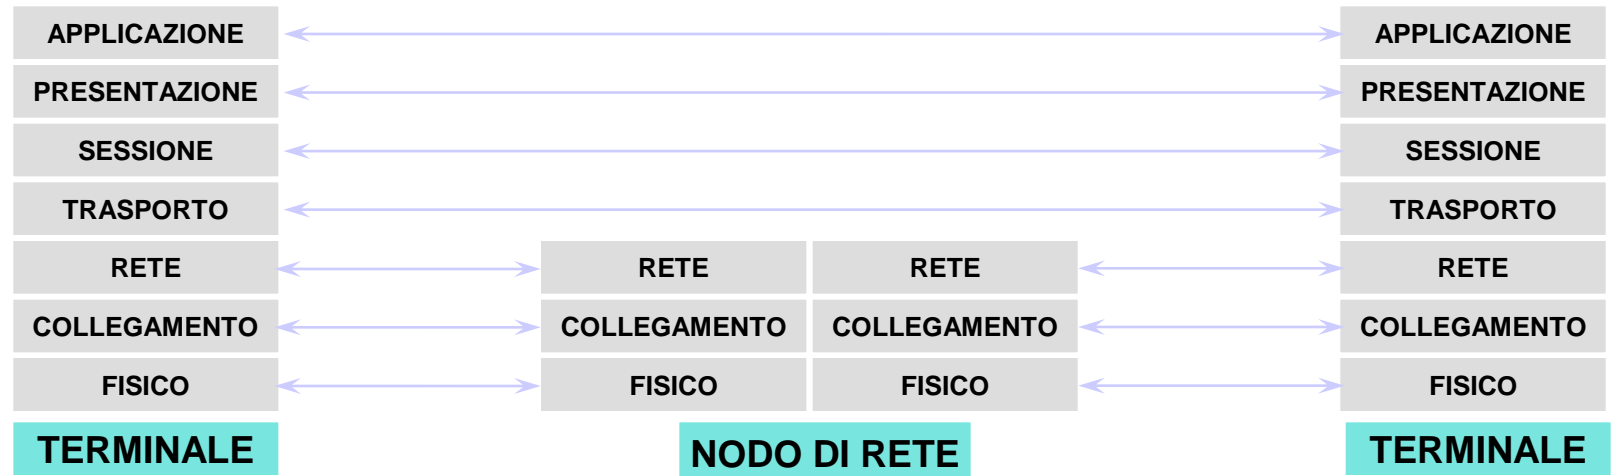 APPLICAZIONE APPLICAZIONE
PRESENTAZIONE PRESENTAZIONE
SESSIONE SESSIONE
TRASPORTO TRASPORTO
RETE RETE RETE RETE
COLLEGAMENTO COLLEGAMENTO COLLEGAMENTO COLLEGAMENTO
FISICO FISICO FISICO FISICO
TERMINALE NODO DI RETE TERMINALE